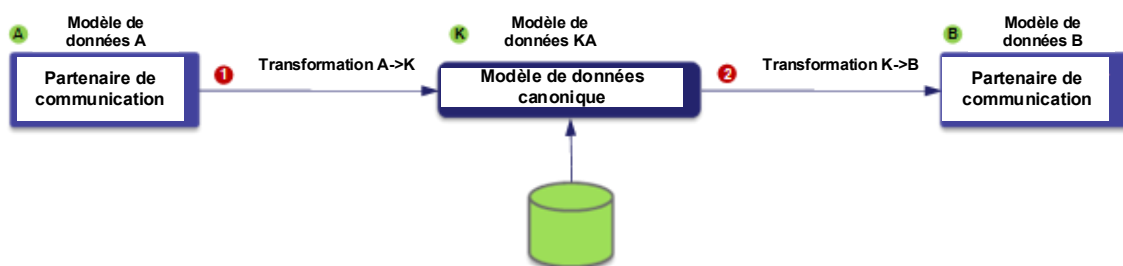 A
Modèle de
données A
Partenaire de
communication
1
Transformation A->K
K
Modèle de
données KA
Modèle de données
canonique
2
Transformation K->B
B
Modèle de
données B
Partenaire de
communication